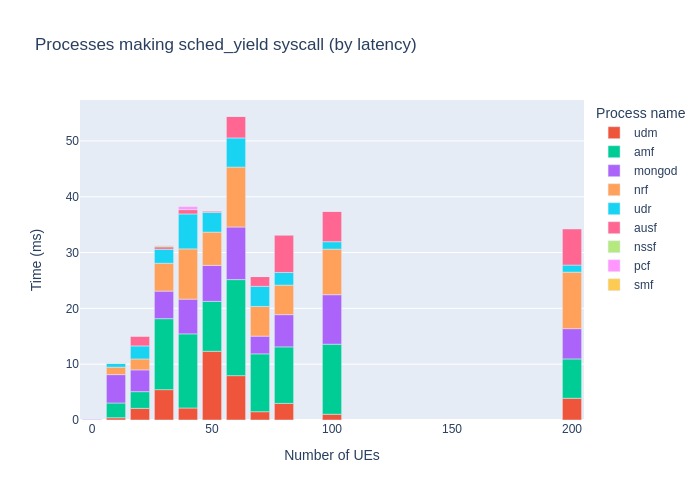 Processes making sched_yield syscall (by latency)
Process name
udm
amf
mongod
nrf
udr
ausf
nssf
pcf
smf
Time (ms)
50
40
30
20
10
0
0 50 100 150 200
Number of UEs